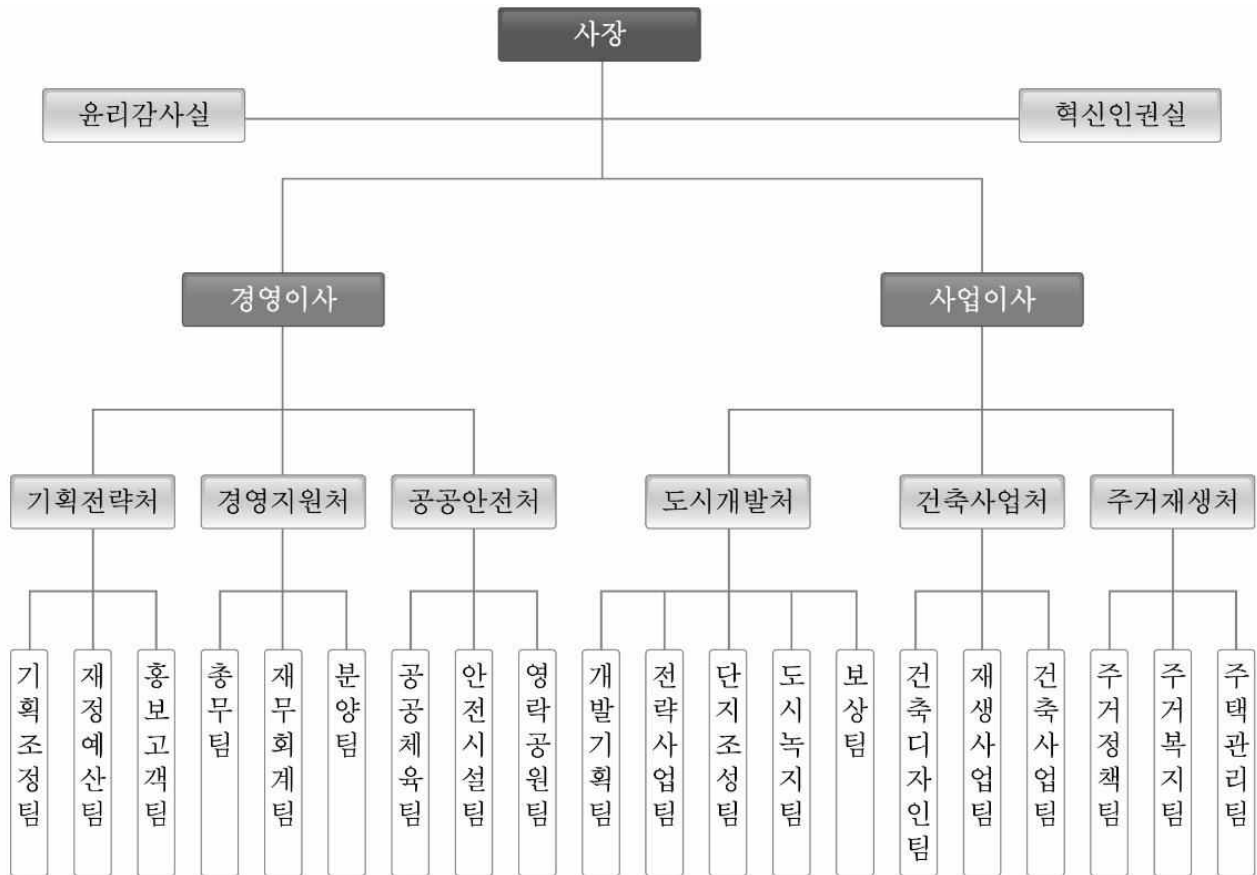 사장
윤리감사실
혁신인권실
경영이사
사업이사
기획전략처
경영지원처
공공안전처
도시개발처
건축사업처
주거재생처
기획조정팀
재정예산팀
홍보고객팀
총무팀
재무회계팀
분양팀
공공체육팀
안전시설팀
영락공원팀
개발기획팀
전략사업팀
단지조성팀
도시녹지팀
보상팀
건축디자인팀
재생사업팀
건축사업팀
주거정책팀
주거복지팀
주택관리팀